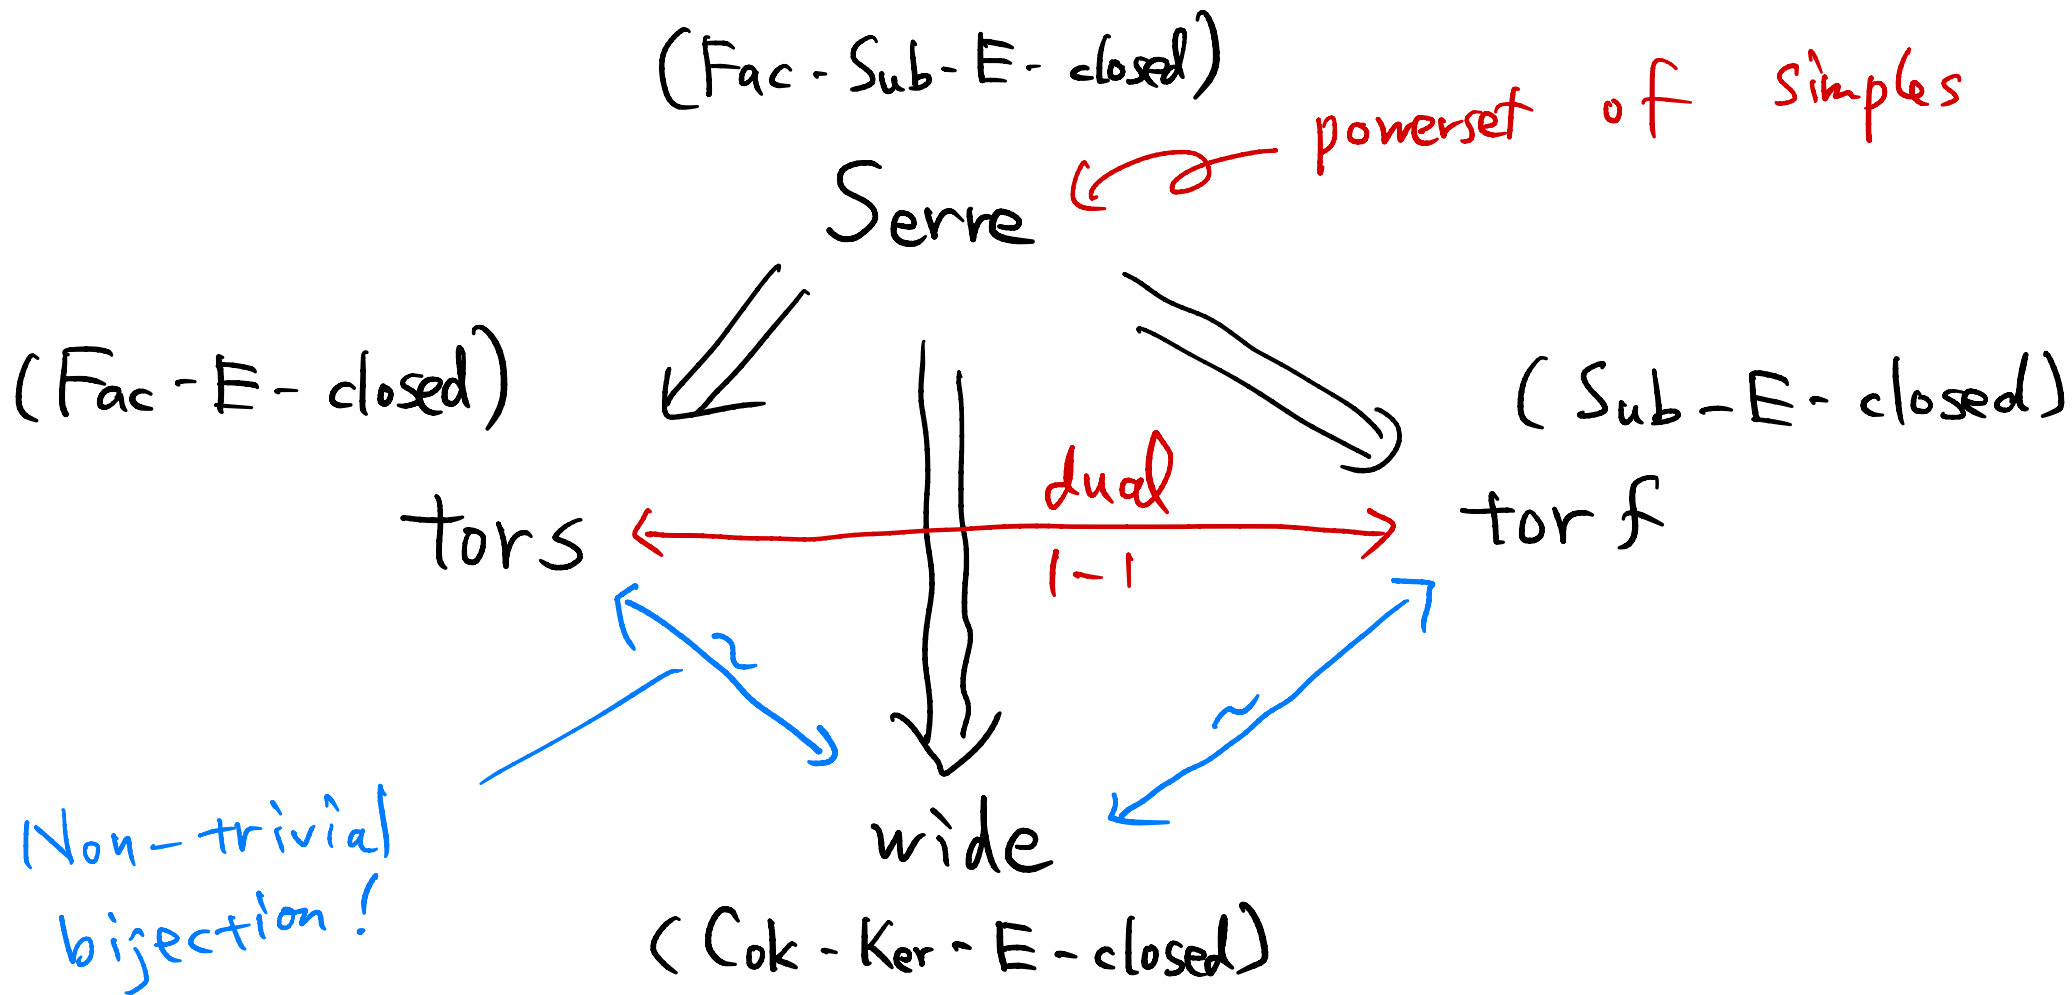 (Fac-Sub-E-closed)
powerset of simples
Serre
(Fac-E-closed)
(Sub-E-closed)
dual
tors
torf
1-1
~
~
wide
Non-trivial
bijection!
(Cok-Ker-E-closed)